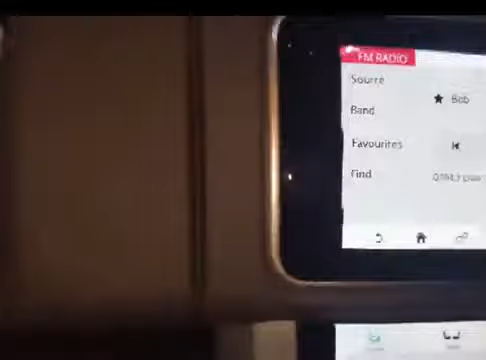 FM RADIO
Source
★ Bob
Band
Favourites
Find